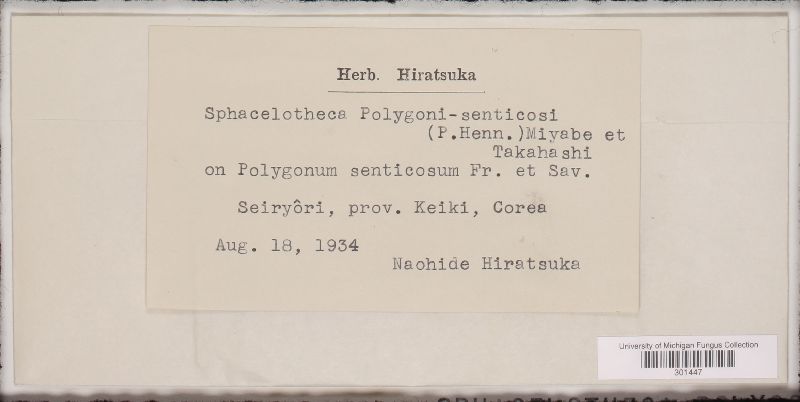 Herb. Hiratsuka
Sphacelotheca Polygoni-senticosi
(P.Henn.)Miyabe et
Takahashi
on Polygonum senticosum Fr. et Sav.
Seiryôri, prov. Keiki, Corea
Aug. 18, 1934
Naohide Hiratsuka
University of Michigan Fungus Collection
301447